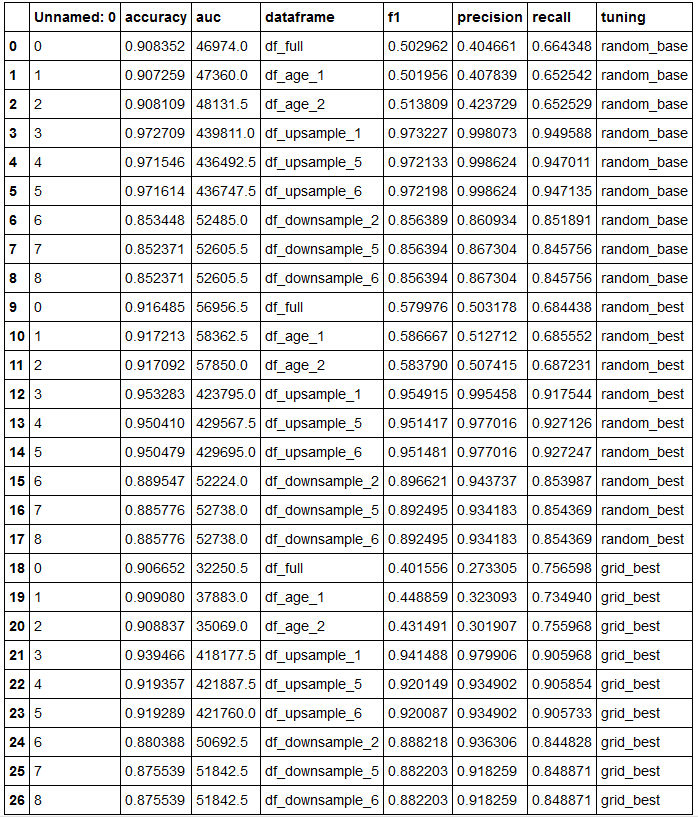 Unnamed: 0 accuracy auc dataframe f1 precision recall tuning
0 0 0.908352 46974.0 df_full 0.502962 0.404661 0.664348 random_base
1 1 0.907259 47360.0 df_age_1 0.501956 0.407839 0.652542 random_base
2 2 0.908109 48131.5 df_age_2 0.513809 0.423729 0.652529 random_base
3 3 0.972709 439811.0 df_upsample_1 0.973227 0.998073 0.949588 random_base
4 4 0.971546 436492.5 df_upsample_5 0.972133 0.998624 0.947011 random_base
5 5 0.971614 436747.5 df_upsample_6 0.972198 0.998624 0.947135 random_base
6 6 0.853448 52485.0 df_downsample_2 0.856389 0.860934 0.851891 random_base
7 7 0.852371 52605.5 df_downsample_5 0.856394 0.867304 0.845756 random_base
8 8 0.852371 52605.5 df_downsample_6 0.856394 0.867304 0.845756 random_base
9 0 0.916485 56956.5 df_full 0.579976 0.503178 0.684438 random_best
10 1 0.917213 58362.5 df_age_1 0.586667 0.512712 0.685552 random_best
11 2 0.917092 57850.0 df_age_2 0.583790 0.507415 0.687231 random_best
12 3 0.953283 423795.0 df_upsample_1 0.954915 0.995458 0.917544 random_best
13 4 0.950410 429567.5 df_upsample_5 0.951417 0.977016 0.927126 random_best
14 5 0.950479 429695.0 df_upsample_6 0.951481 0.977016 0.927247 random_best
15 6 0.889547 52224.0 df_downsample_2 0.896621 0.943737 0.853987 random_best
16 7 0.885776 52738.0 df_downsample_5 0.892495 0.934183 0.854369 random_best
17 8 0.885776 52738.0 df_downsample_6 0.892495 0.934183 0.854369 random_best
18 0 0.906652 32250.5 df_full 0.401556 0.273305 0.756598 grid_best
19 1 0.909080 37883.0 df_age_1 0.448859 0.323093 0.734940 grid_best
20 2 0.908837 35069.0 df_age_2 0.431491 0.301907 0.755968 grid_best
21 3 0.939466 418177.5 df_upsample_1 0.941488 0.979906 0.905968 grid_best
22 4 0.919357 421887.5 df_upsample_5 0.920149 0.934902 0.905854 grid_best
23 5 0.919289 421760.0 df_upsample_6 0.920087 0.934902 0.905733 grid_best
24 6 0.880388 50692.5 df_downsample_2 0.888218 0.936306 0.844828 grid_best
25 7 0.875539 51842.5 df_downsample_5 0.882203 0.918259 0.848871 grid_best
26 8 0.875539 51842.5 df_downsample_6 0.882203 0.918259 0.848871 grid_best